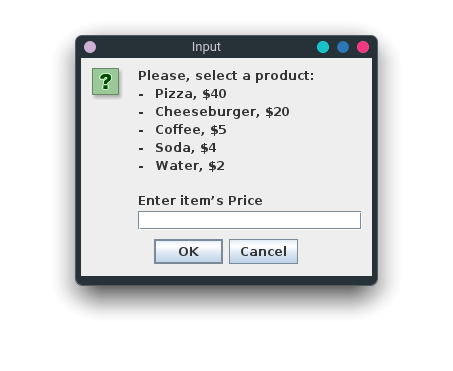 Input
?
Please, select a product:
- Pizza, $40
- Cheeseburger, $20
- Coffee, $5
- Soda, $4
- Water, $2
Enter item’s Price
OK Cancel